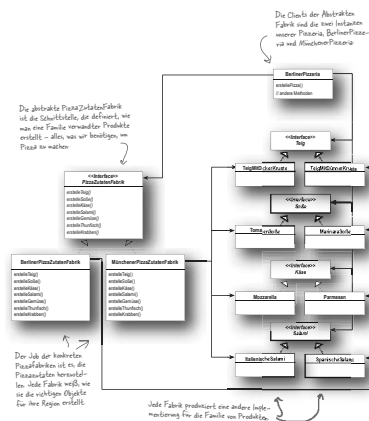 Die Clients der Abstrakten
Fabrik sind die zwei Instanzen
unserer Pizzeria, BerlinerPizze-
ria und MünchenerPizzeria
BerlinerPizzeria
erstellePizza()
// andere Methoden
Die abstrakte PizzaZutatenFabrik
ist die Schnittstelle, die definiert, wie
man eine Familie verwandter Produkte
erstellt – alles, was wir benötigen, um
Pizza zu machen
<<Interface>>
PizzaZutatenFabrik
erstelleTeig()
erstelleSoße()
erstelleKäse()
erstelleSalami()
erstelleGemüse()
erstelleThunfisch()
erstelleKrabben()
<<Interface>>
Teig
TeigMitDickerKruste
TeigMitDünnerKruste
<<Interface>>
Soße
MarinaraSoße
BerlinerPizzaZutatenFabrik
erstelleTeig()
erstelleSoße()
erstelleKäse()
erstelleSalami()
erstelleGemüse()
erstelleThunfisch()
erstelleKrabben()
MünchenerPizzaZutatenFabrik
erstelleTeig()
erstelleSoße()
erstelleKäse()
erstelleSalami()
erstelleGemüse()
erstelleThunfisch()
erstelleKrabben()
<<Interface>>
Käse
Mozzarella
Parmesan
<<Interface>>
Salami
ItalienischeSalami
SpanischeSalami
Der Job der konkreten
Pizzafabriken ist es, die
Pizzazutaten herzustel-
len. Jede Fabrik weiß, wie
sie die richtigen Objekte
für ihre Region erstellt.
Jede Fabrik produziert eine andere Imple-
mentierung für die Familie von Produkten.